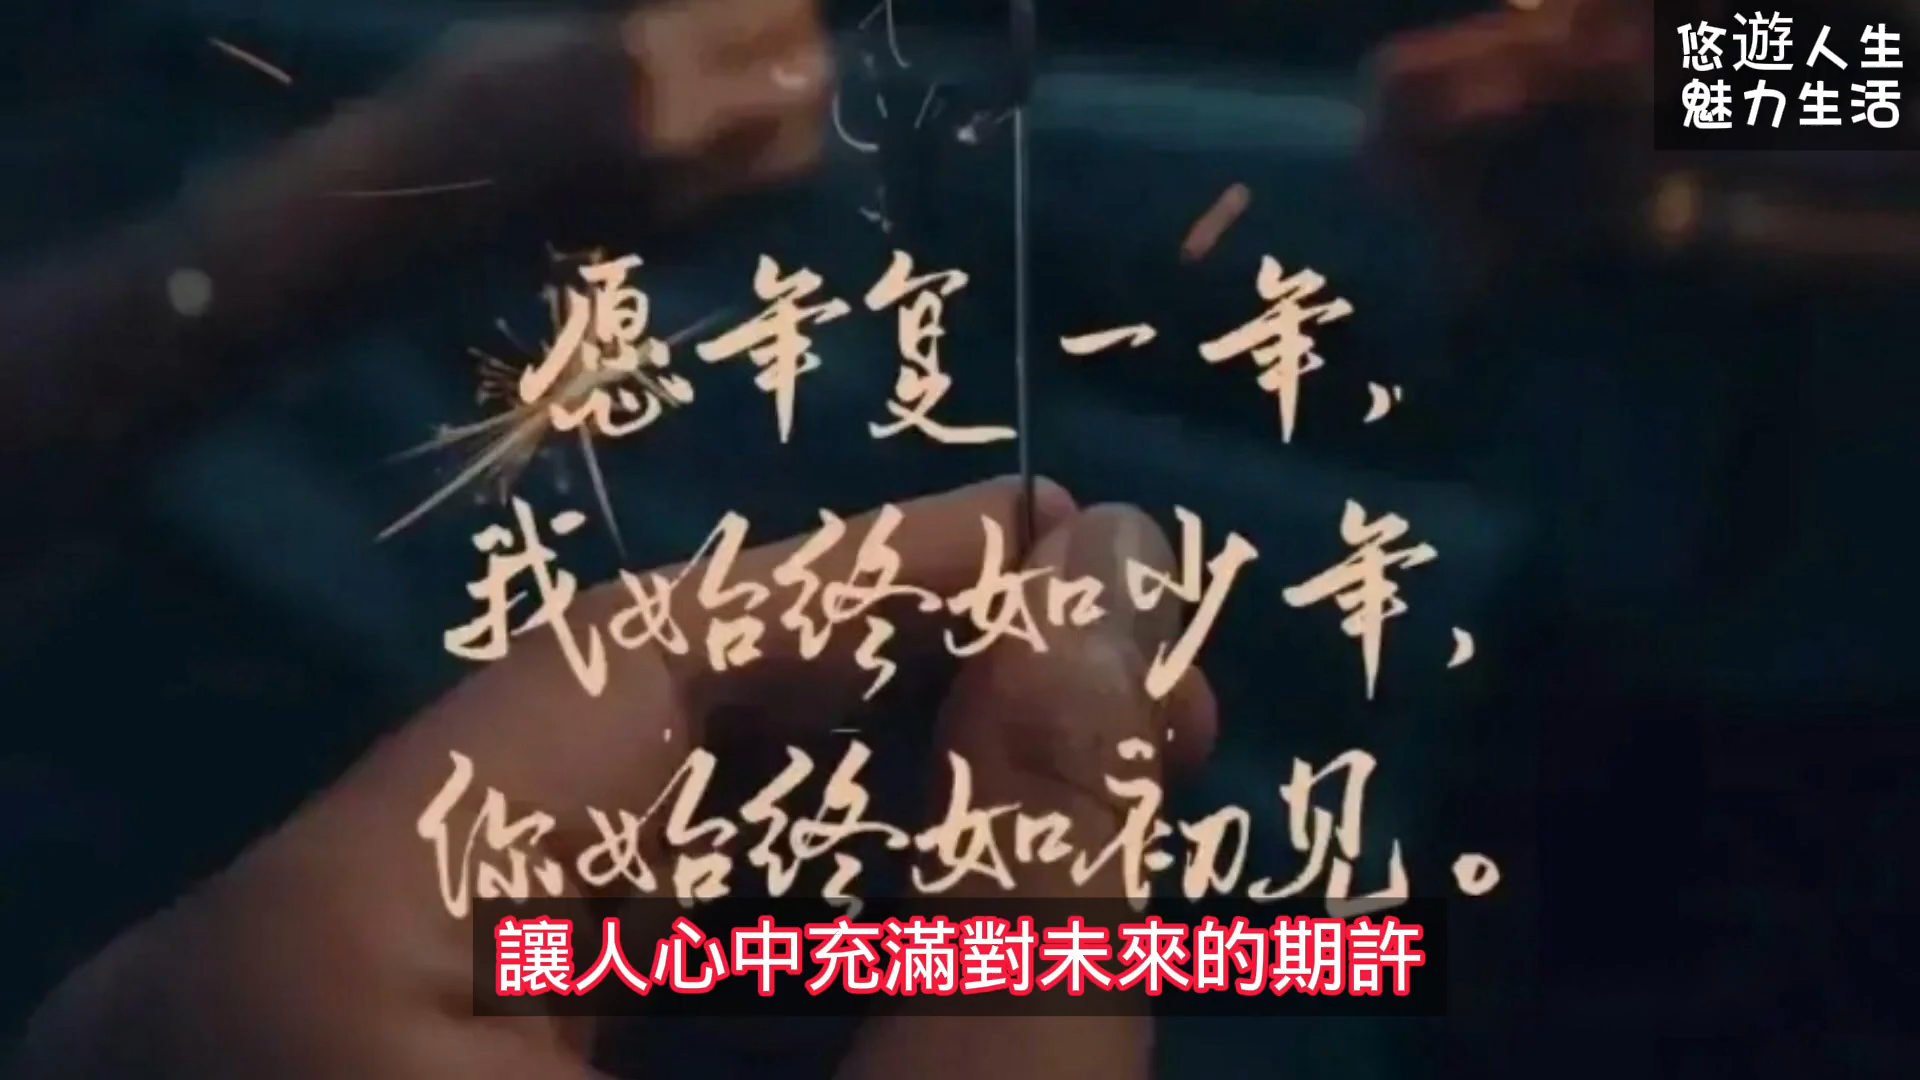 悠遊人生
魅力生活
愿年复一年,
我始终如少年,
你始终如初见。
讓人心中充滿對未來的期許